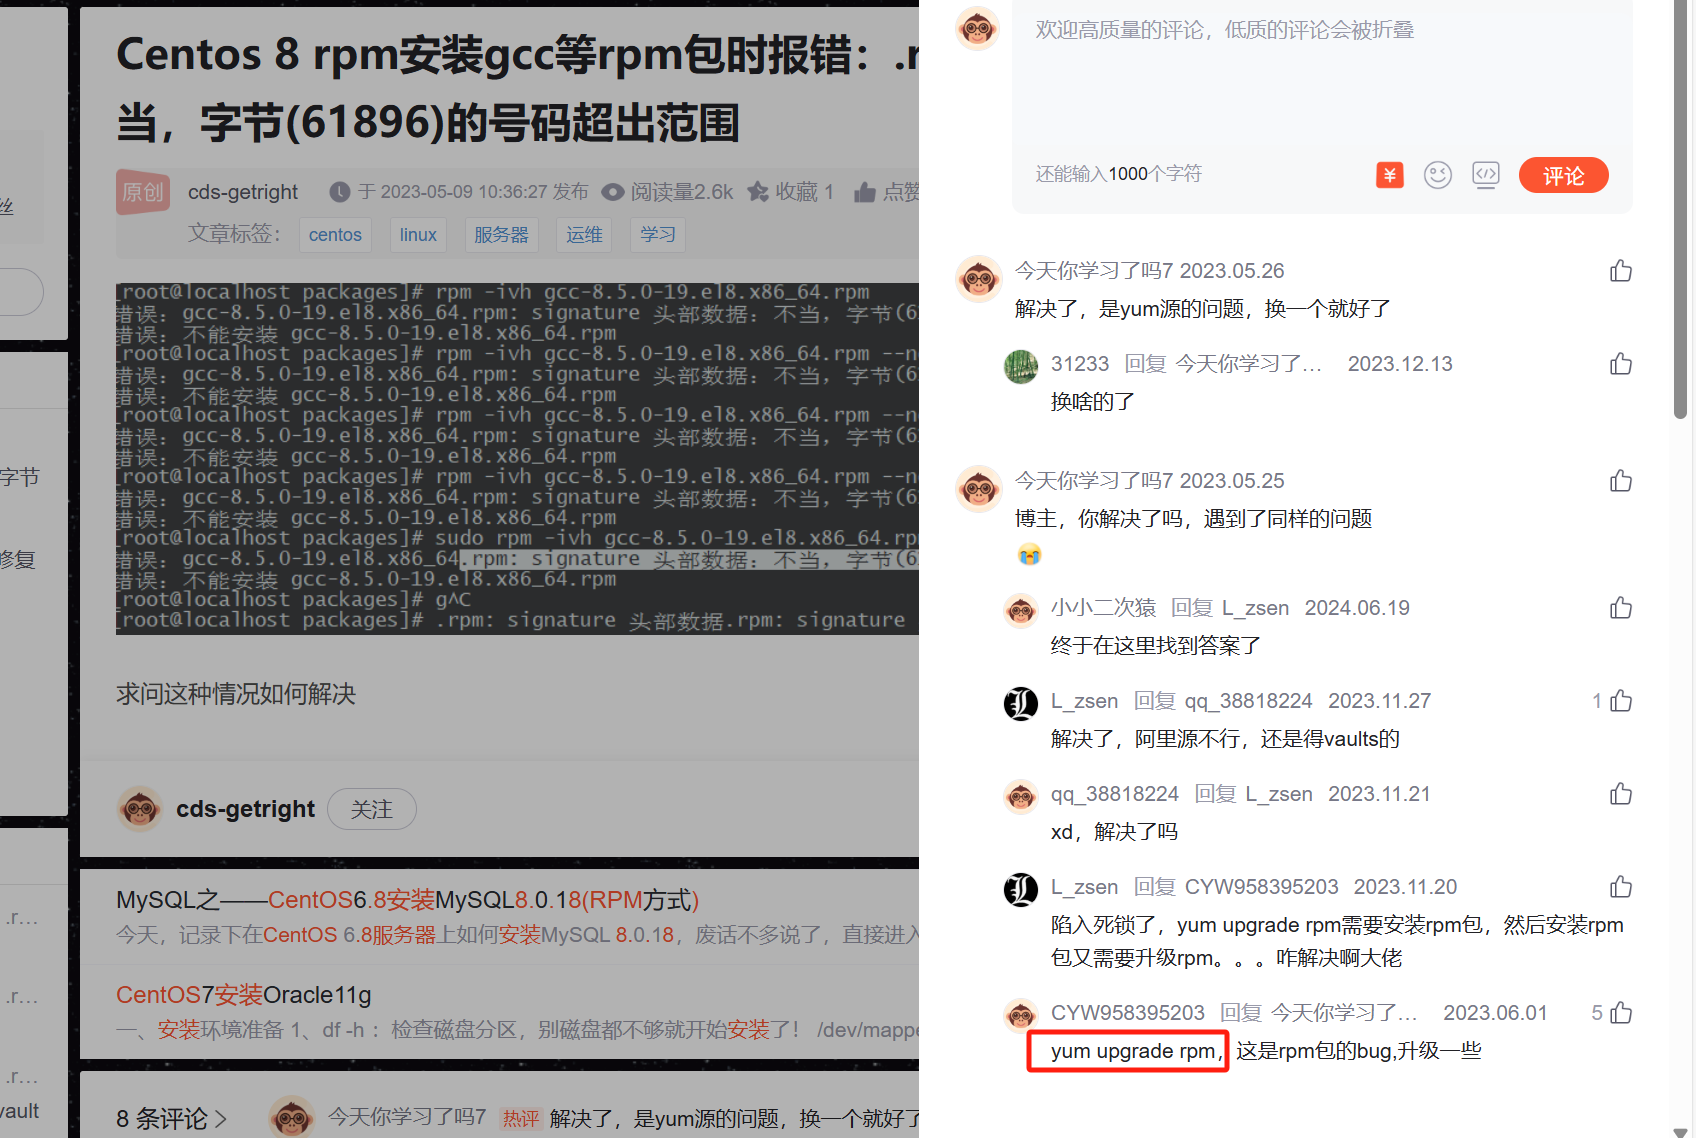 Centos 8 rpm安装gcc等rpm包时报错：.r
当，字节(61896)的号码超出范围
原创 cds-getright 于 2023-05-09 10:36:27 发布 阅读量2.6k 收藏 1 点赞
文章标签： centos linux 服务器 运维 学习
[root@localhost packages]# rpm -ivh gcc-8.5.0-19.el8.x86_64.rpm
错误：gcc-8.5.0-19.el8.x86_64.rpm: signature 头部数据：不当，字节(6
错误：不能安装 gcc-8.5.0-19.el8.x86_64.rpm
[root@localhost packages]# rpm -ivh gcc-8.5.0-19.el8.x86_64.rpm --n
错误：gcc-8.5.0-19.el8.x86_64.rpm: signature 头部数据：不当，字节(6
错误：不能安装 gcc-8.5.0-19.el8.x86_64.rpm
[root@localhost packages]# rpm -ivh gcc-8.5.0-19.el8.x86_64.rpm --n
错误：gcc-8.5.0-19.el8.x86_64.rpm: signature 头部数据：不当，字节(6
错误：不能安装 gcc-8.5.0-19.el8.x86_64.rpm
[root@localhost packages]# rpm -ivh gcc-8.5.0-19.el8.x86_64.rpm --n
错误：gcc-8.5.0-19.el8.x86_64.rpm: signature 头部数据：不当，字节(6
错误：不能安装 gcc-8.5.0-19.el8.x86_64.rpm
[root@localhost packages]# sudo rpm -ivh gcc-8.5.0-19.el8.x86_64.rp
错误：gcc-8.5.0-19.el8.x86_64.rpm: signature 头部数据：不当，字节(6
错误：不能安装 gcc-8.5.0-19.el8.x86_64.rpm
[root@localhost packages]# g^C
[root@localhost packages]# .rpm: signature 头部数据.rpm: signature
求问这种情况如何解决
cds-getright 关注
MySQL之——CentOS6.8安装MySQL8.0.18(RPM方式)
今天，记录下在CentOS 6.8服务器上如何安装MySQL 8.0.18，废话不多说了，直接进入
CentOS7安装Oracle11g
一、安装环境准备 1、df -h ：检查磁盘分区，别磁盘都不够就开始安装了！ /dev/mappe
8 条评论 今天你学习了吗7 热评 解决了，是yum源的问题，换一个就好了
丝
字节
修复
.r…
.r…
.r…
vault
欢迎高质量的评论，低质的评论会被折叠
还能输入1000个字符 ¥ </> 评论
今天你学习了吗7 2023.05.26
解决了，是yum源的问题，换一个就好了
31233 回复 今天你学习了… 2023.12.13
换啥的了
今天你学习了吗7 2023.05.25
博主，你解决了吗，遇到了同样的问题
😭
小小二次猿 回复 L_zsen 2024.06.19
终于在这里找到答案了
L_zsen 回复 qq_38818224 2023.11.27 1
解决了，阿里源不行，还是得vaults的
qq_38818224 回复 L_zsen 2023.11.21
xd，解决了吗
L_zsen 回复 CYW958395203 2023.11.20
陷入死锁了，yum upgrade rpm需要安装rpm包，然后安装rpm
包又需要升级rpm。。。咋解决啊大佬
CYW958395203 回复 今天你学习了… 2023.06.01 5
yum upgrade rpm，这是rpm包的bug,升级一些